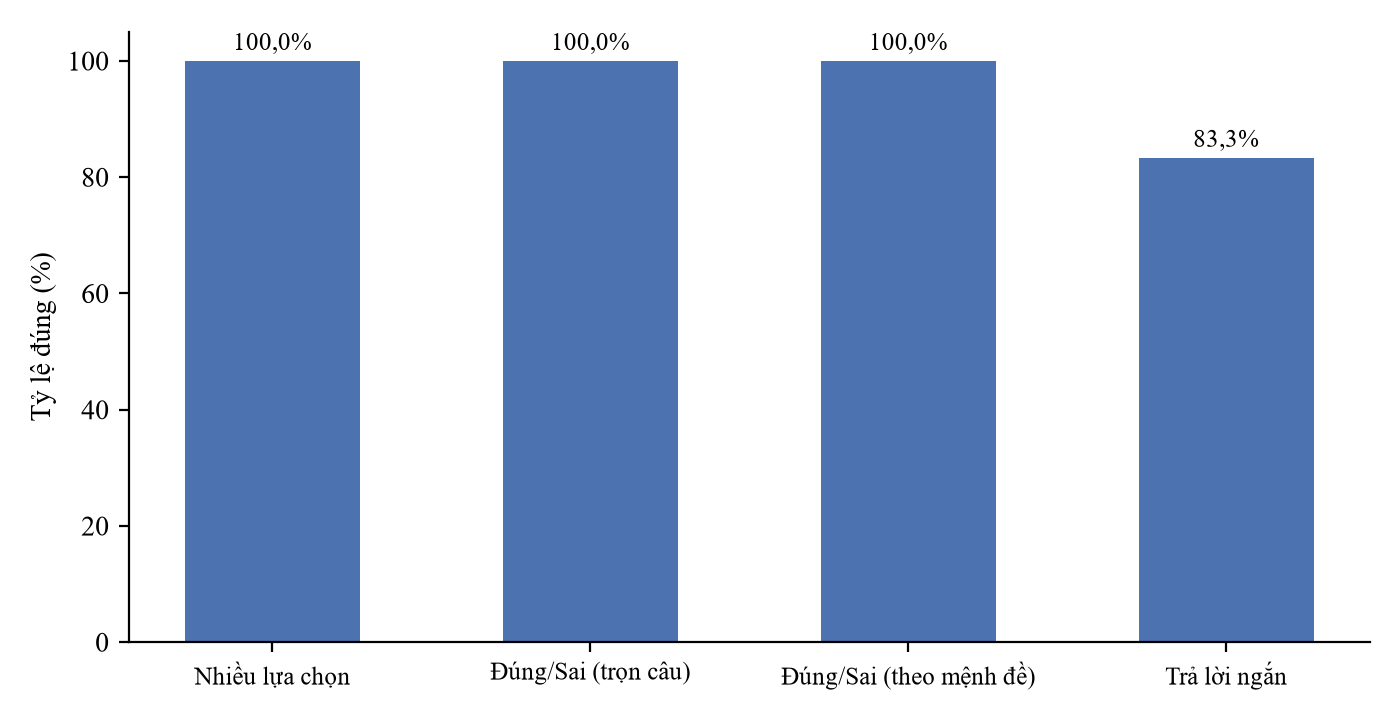 100,0%
100,0%
100,0%
83,3%
Tỷ lệ đúng (%)
100
80
60
40
20
0
Nhiều lựa chọn
Đúng/Sai (trọn câu)
Đúng/Sai (theo mệnh đề)
Trả lời ngắn